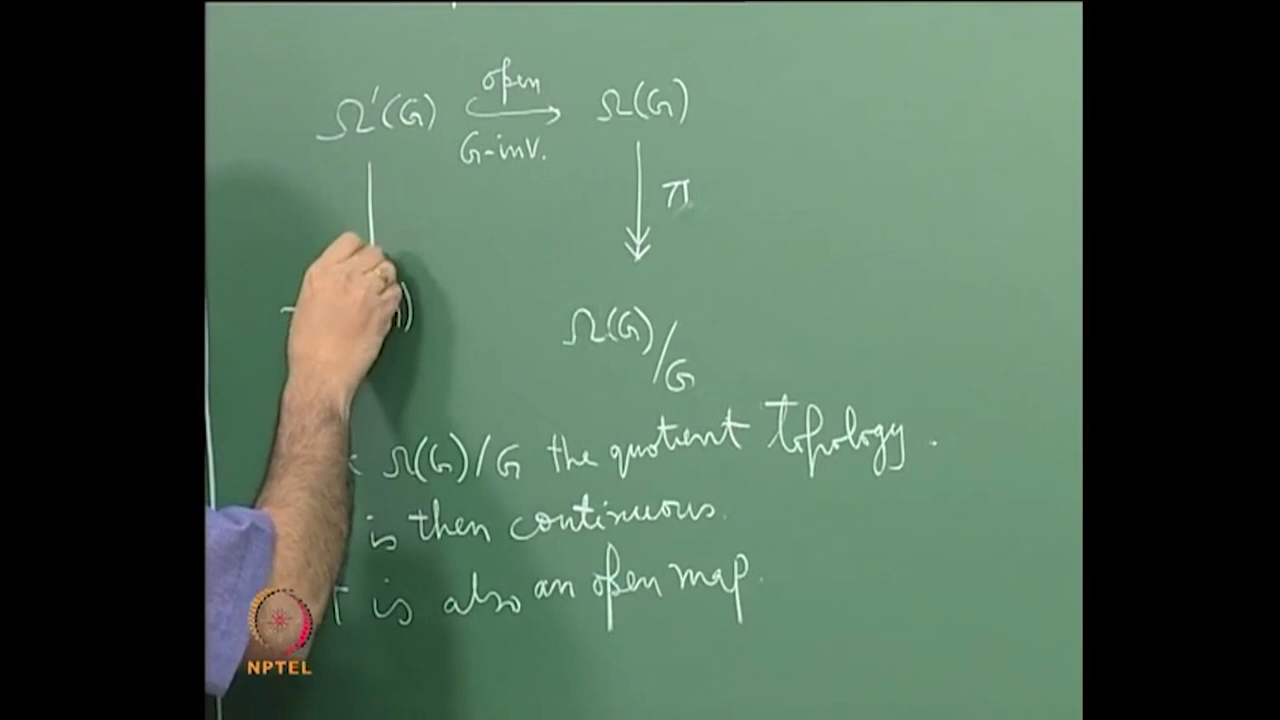 Ω'(G) open Ω(G)
G-inv.
π
Ω(G)/G
Ω(G)/G the quotient topology.
is then continuous.
is also an open map.
NPTEL